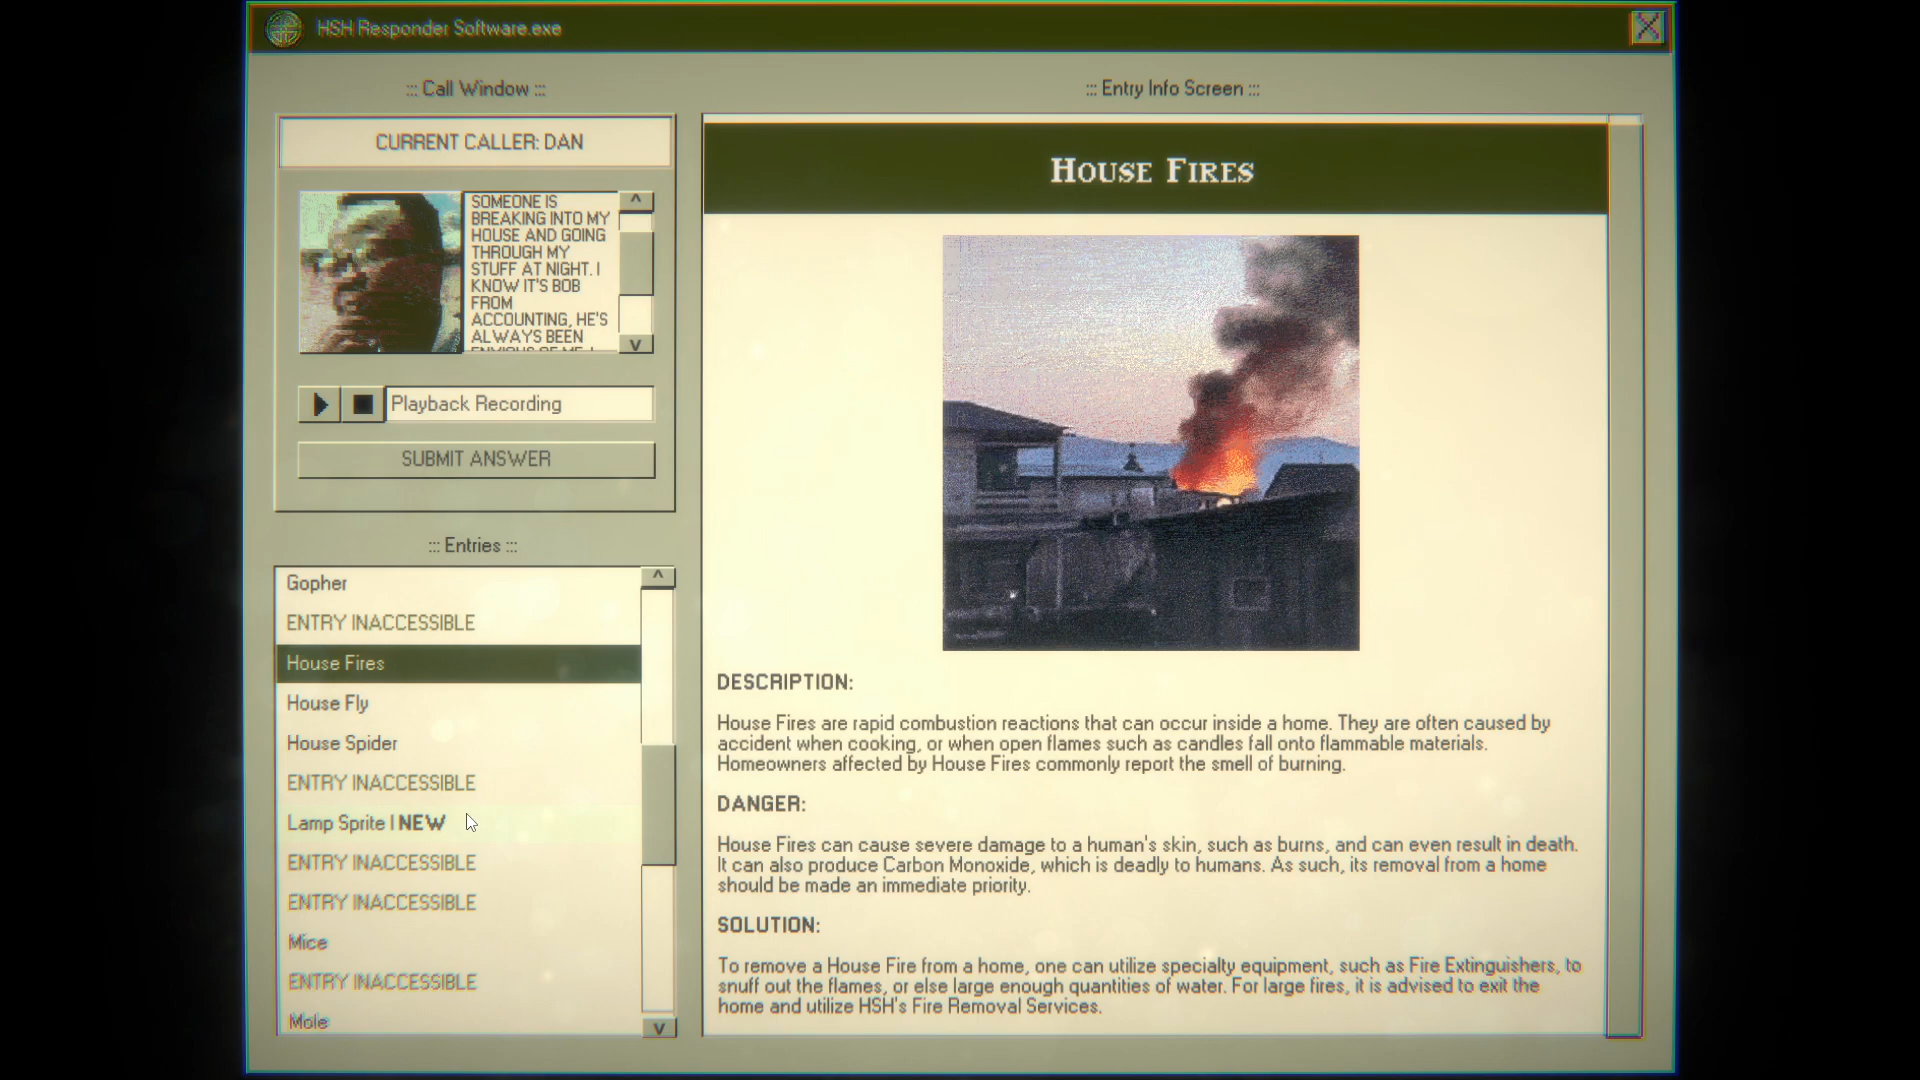 HSH Responder Software.exe
::: Call Window :::
CURRENT CALLER: DAN
SOMEONE IS
BREAKING INTO MY
HOUSE AND GOING
THROUGH MY
STUFF AT NIGHT. I
KNOW IT'S BOB
FROM
ACCOUNTING, HE'S
ALWAYS BEEN
ENVIOUS OF ME. I
Playback Recording
SUBMIT ANSWER
::: Entries :::
Gopher
ENTRY INACCESSIBLE
House Fires
House Fly
House Spider
ENTRY INACCESSIBLE
Lamp Sprite | NEW
ENTRY INACCESSIBLE
ENTRY INACCESSIBLE
Mice
ENTRY INACCESSIBLE
Mole
::: Entry Info Screen :::
HOUSE FIRES
DESCRIPTION:
House Fires are rapid combustion reactions that can occur inside a home. They are often caused by
accident when cooking, or when open flames such as candles fall onto flammable materials.
Homeowners affected by House Fires commonly report the smell of burning.
DANGER:
House Fires can cause severe damage to a human's skin, such as burns, and can even result in death.
It can also produce Carbon Monoxide, which is deadly to humans. As such, its removal from a home
should be made an immediate priority.
SOLUTION:
To remove a House Fire from a home, one can utilize specialty equipment, such as Fire Extinguishers, to
snuff out the flames, or else large enough quantities of water. For large fires, it is advised to exit the
home and utilize HSH's Fire Removal Services.